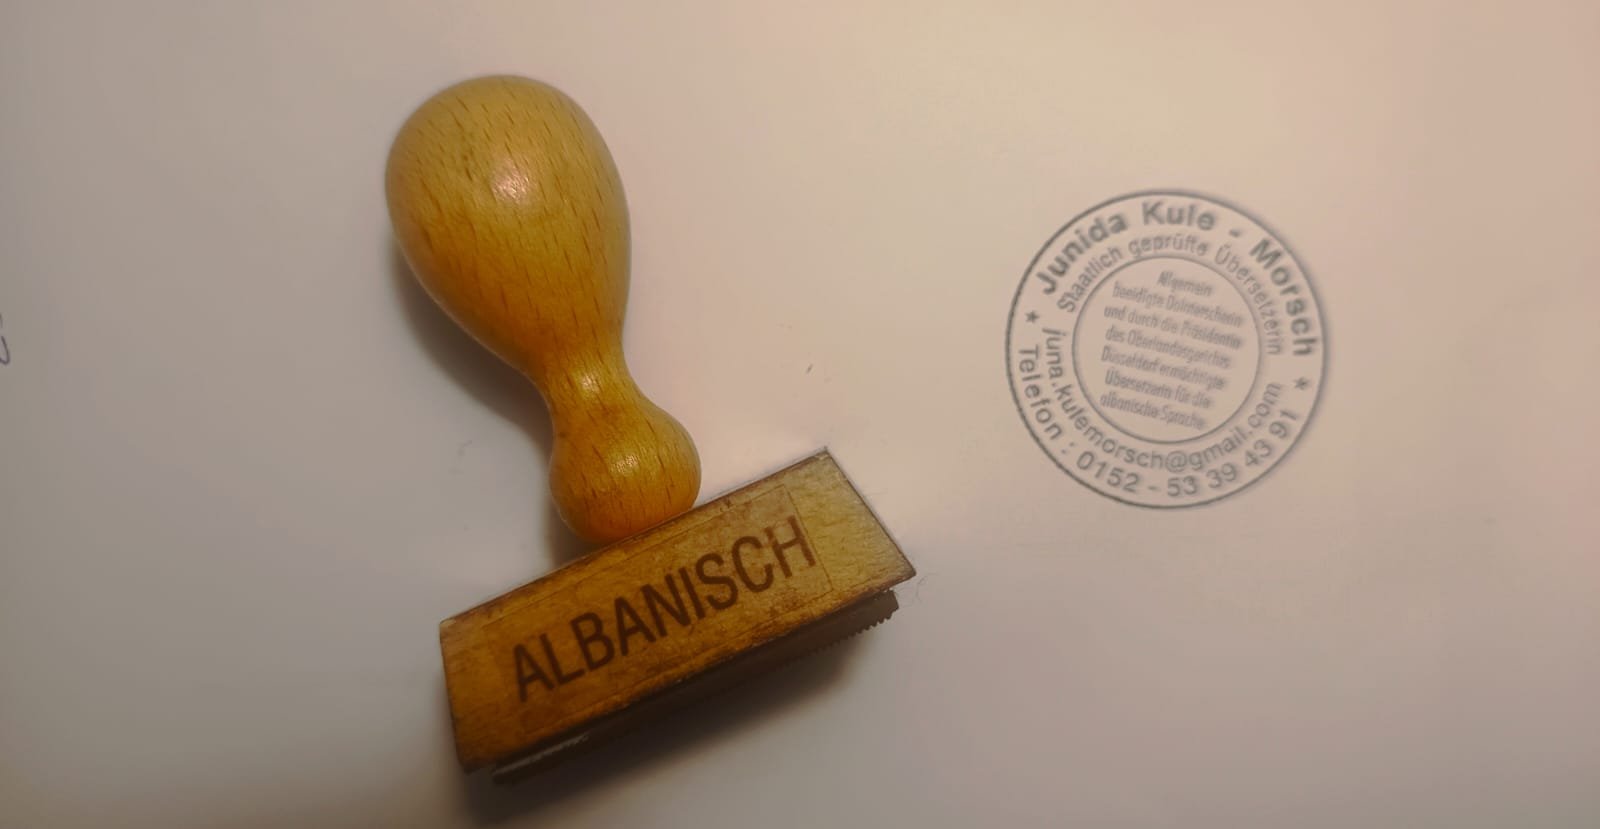 ALBANISCH
Junida Kule - Morsch
Staatlich geprüfte Übersetzerin
Allgemein
beeidigte Dolmetscherin
und durch die Präsidentin
des Oberlandesgerichtes
Düsseldorf ermächtigte
Übersetzerin für die
albanische Sprache
juna.kulemorsch@gmail.com
Telefon : 0152 - 53 39 43 91